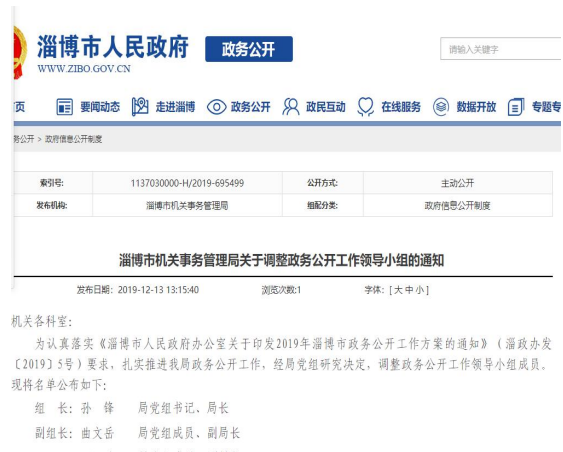 淄博市人民政府 政务公开
WWW.ZIBO.GOV.CN
请输入关键字
页 要闻动态 走进淄博 政务公开 政民互动 在线服务 数据开放 专题专
务公开 > 政府信息公开制度
索引号: 1137030000-H/2019-695499 公开方式: 主动公开
发布机构: 淄博市机关事务管理局 组配分类: 政府信息公开制度
淄博市机关事务管理局关于调整政务公开工作领导小组的通知
发布日期: 2019-12-13 13:15:40 浏览次数:1 字体: [ 大 中 小 ]
机关各科室：
为认真落实《淄博市人民政府办公室关于印发2019年淄博市政务公开工作方案的通知》（淄政办发
〔2019〕5号）要求，扎实推进我局政务公开工作，经局党组研究决定，调整政务公开工作领导小组成员。
现将名单公布如下：
组 长：孙 锋 局党组书记、局长
副组长：曲文岳 局党组成员、副局长